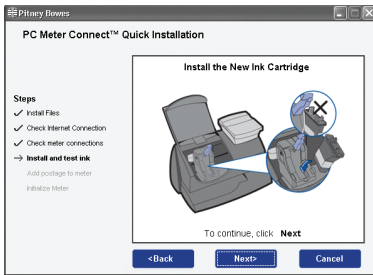 Pitney Bowes
PC Meter Connect™ Quick Installation
Install the New Ink Cartridge
Steps
✓ Install Files
✓ Check Internet Connection
✓ Check meter connections
→ Install and test ink
Add postage to meter
Initialize Meter
To continue, click Next
<Back
Next>
Cancel